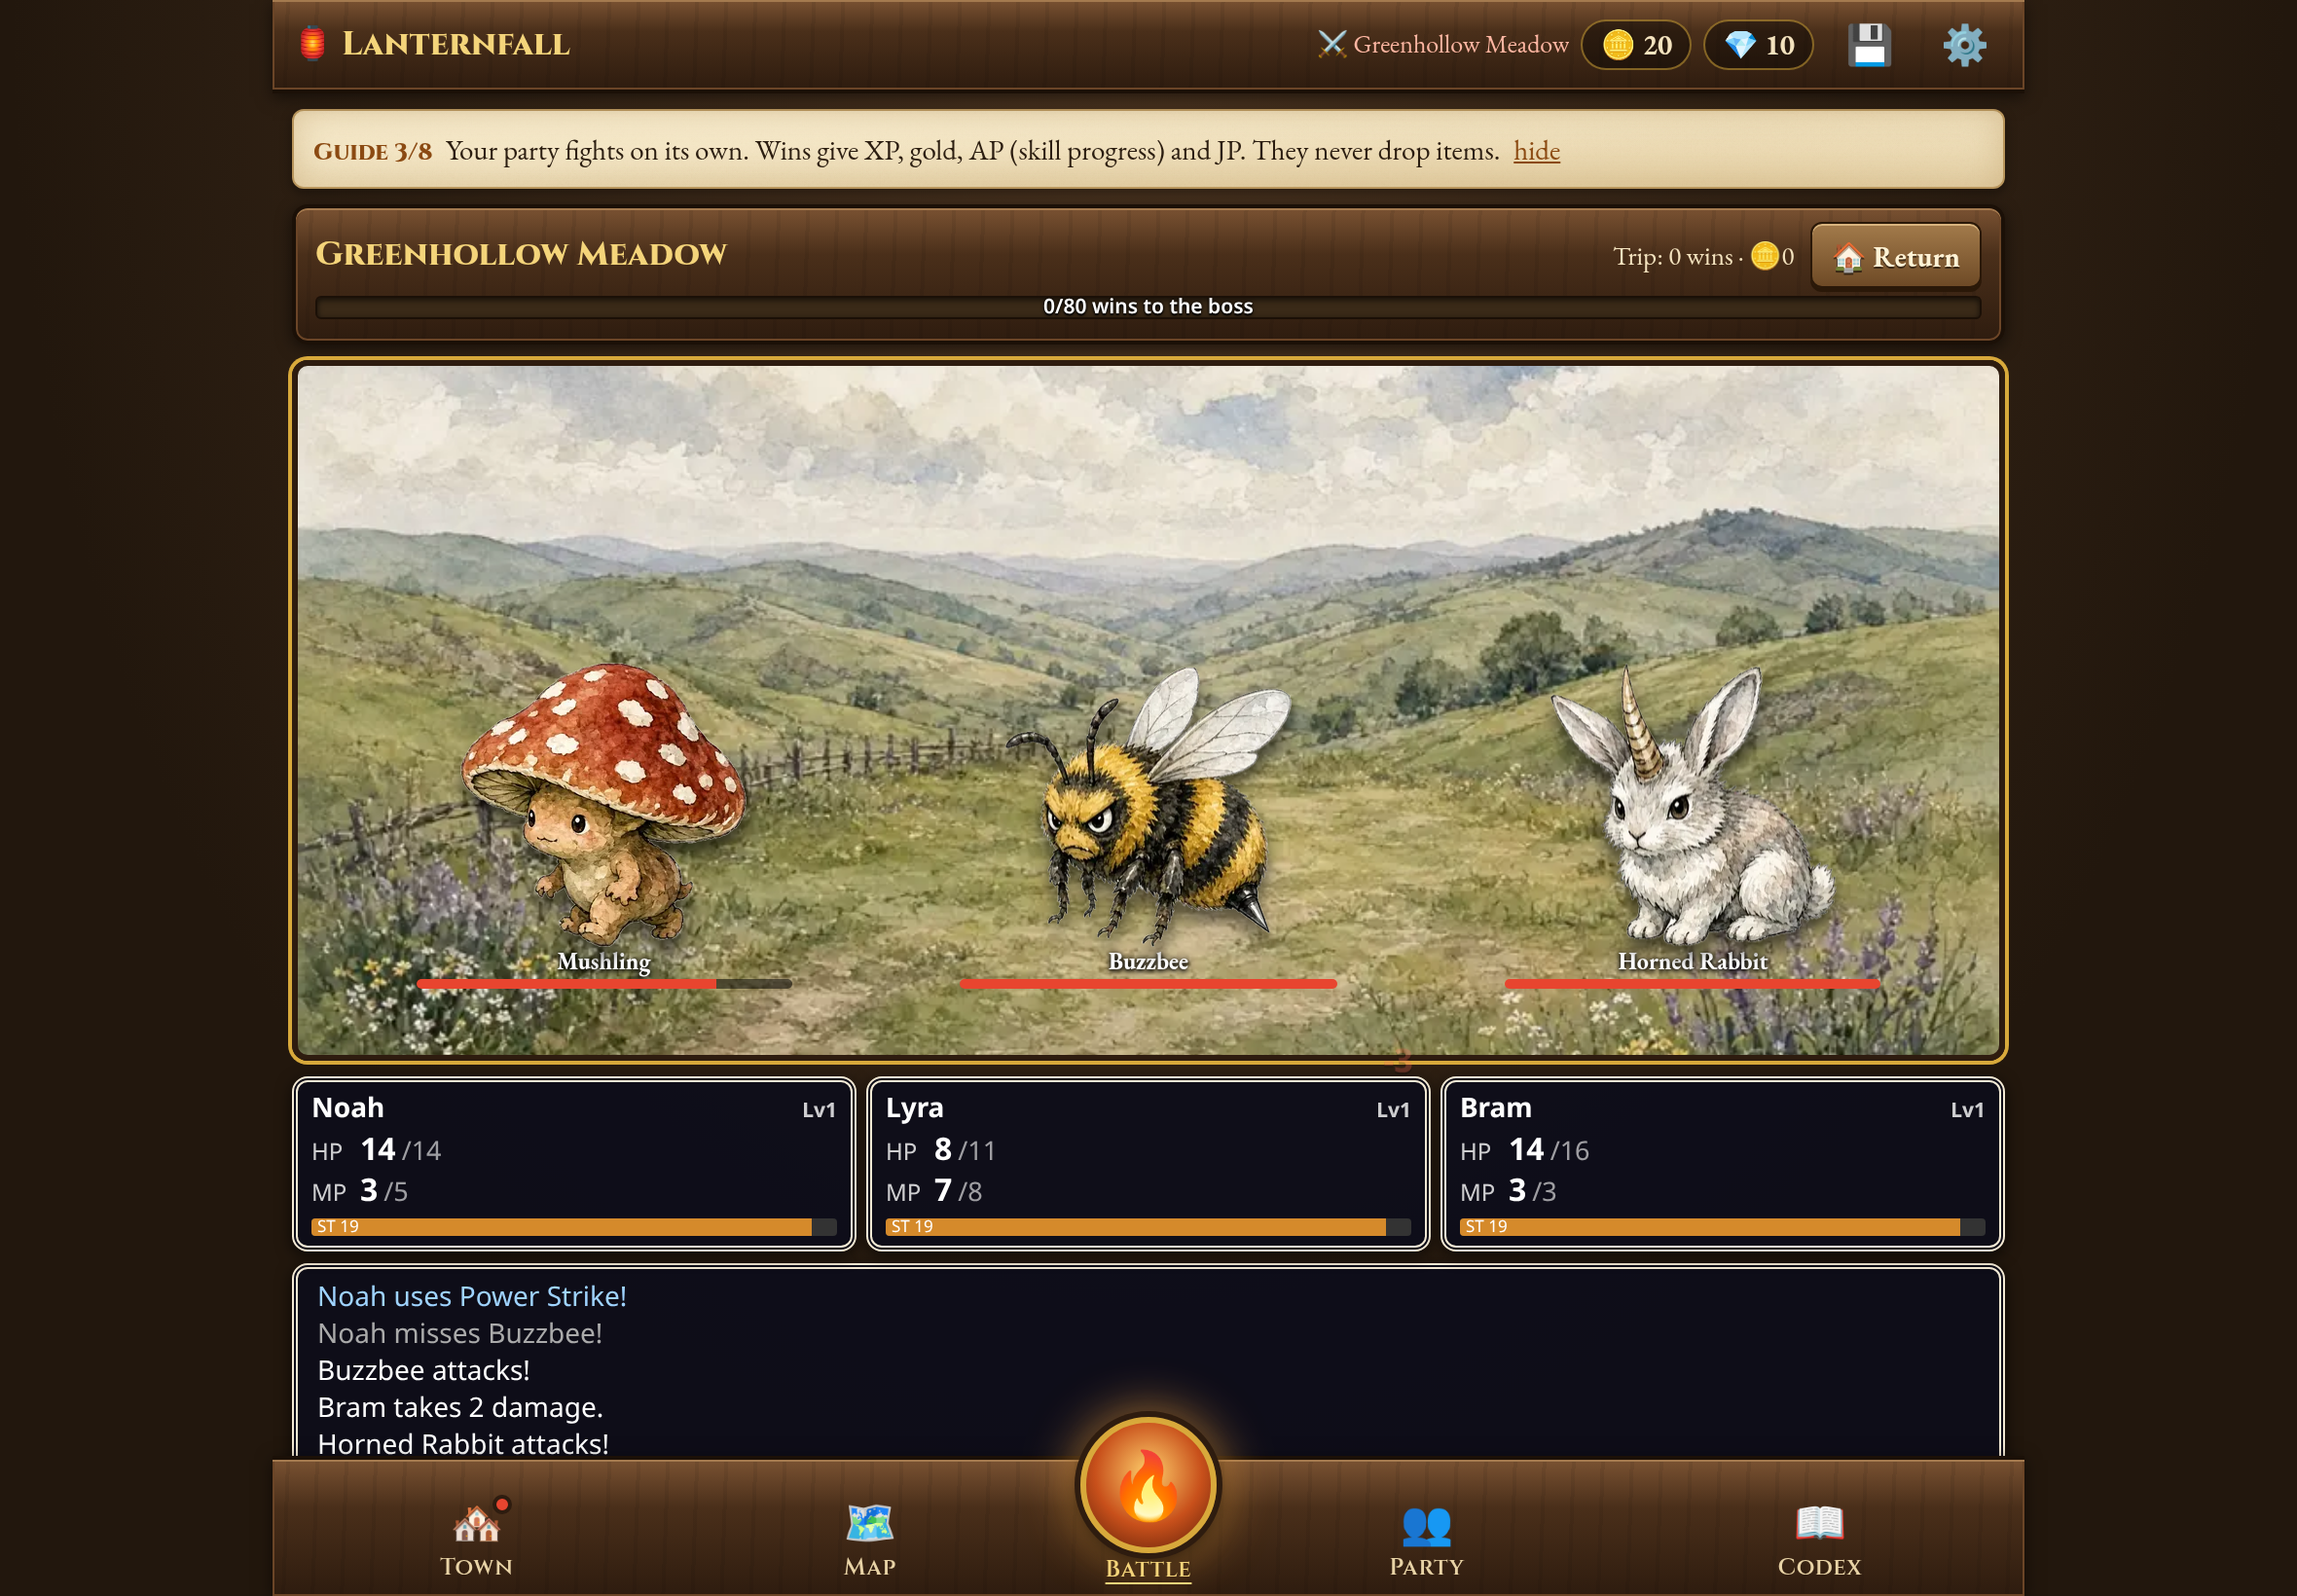 LANTERNFALL
Greenhollow Meadow
20
10
GUIDE 3/8 Your party fights on its own. Wins give XP, gold, AP (skill progress) and JP. They never drop items. hide
GREENHOLLOW MEADOW
Trip: 0 wins · 0
Return
0/80 wins to the boss
Mushling
Buzzbee
Horned Rabbit
3
Noah Lv1
HP 14 /14
MP 3 /5
ST 19
Lyra Lv1
HP 8 /11
MP 7 /8
ST 19
Bram Lv1
HP 14 /16
MP 3 /3
ST 19
Noah uses Power Strike!
Noah misses Buzzbee!
Buzzbee attacks!
Bram takes 2 damage.
Horned Rabbit attacks!
TOWN
MAP
BATTLE
PARTY
CODEX